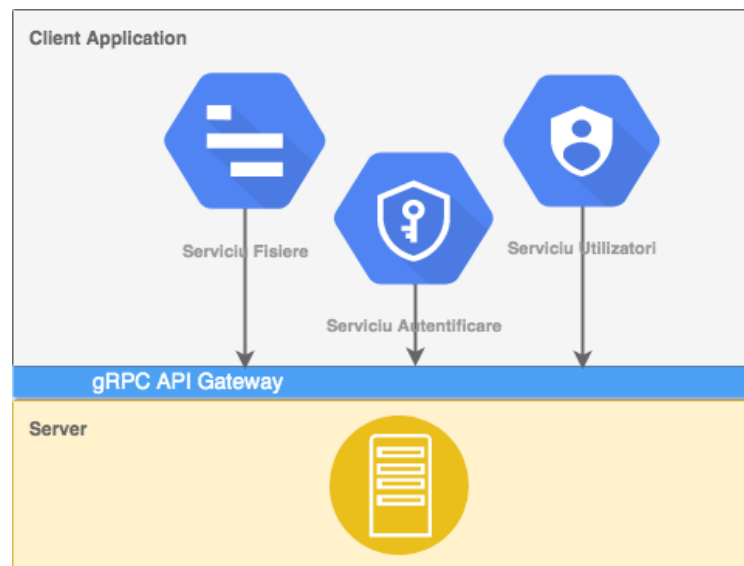 Client Application
Serviciu Fisiere
Serviciu Utilizatori
Serviciu Autentificare
gRPC API Gateway
Server